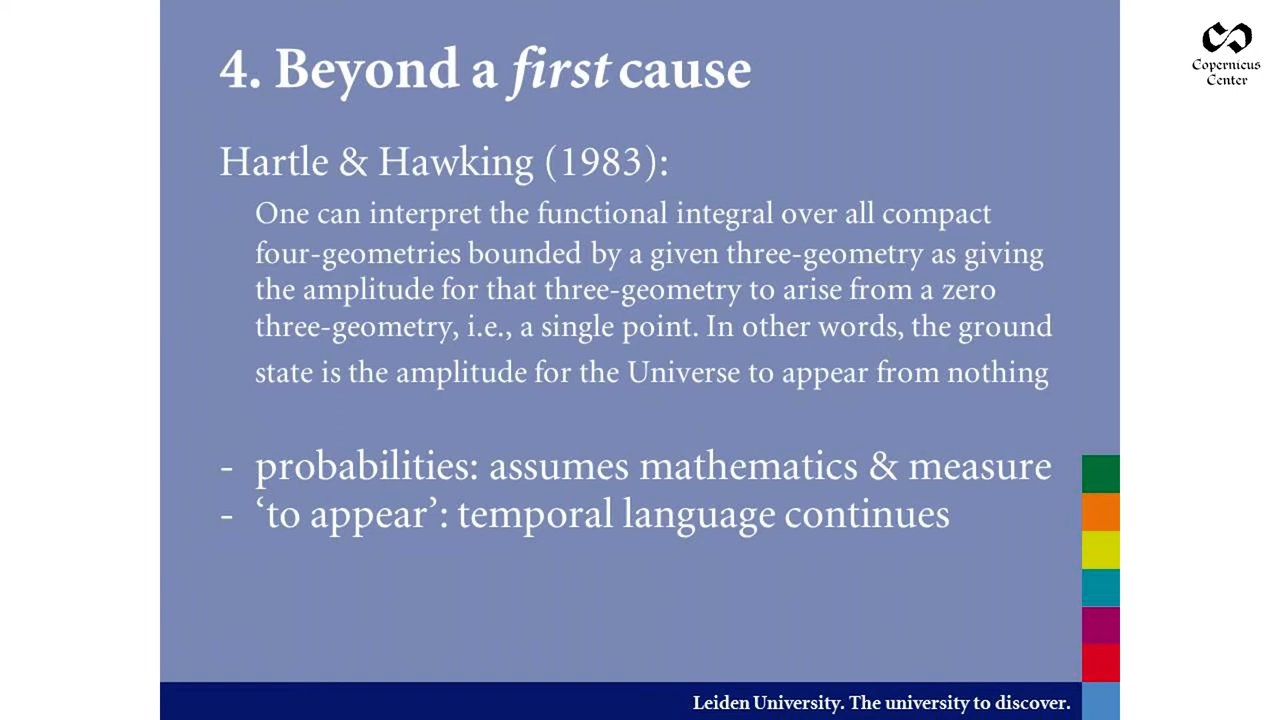 4. Beyond a first cause
Copernicus
Center
Hartle & Hawking (1983):
One can interpret the functional integral over all compact
four-geometries bounded by a given three-geometry as giving
the amplitude for that three-geometry to arise from a zero
three-geometry, i.e., a single point. In other words, the ground
state is the amplitude for the Universe to appear from nothing
- probabilities: assumes mathematics & measure
- ‘to appear’: temporal language continues
Leiden University. The university to discover.